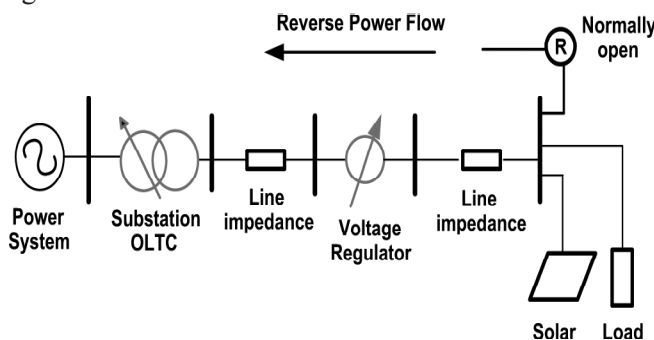 Reverse Power Flow
R
Normally
open
Power
System
Substation
OLTC
Line
impedance
Voltage
Regulator
Line
impedance
Solar
Load